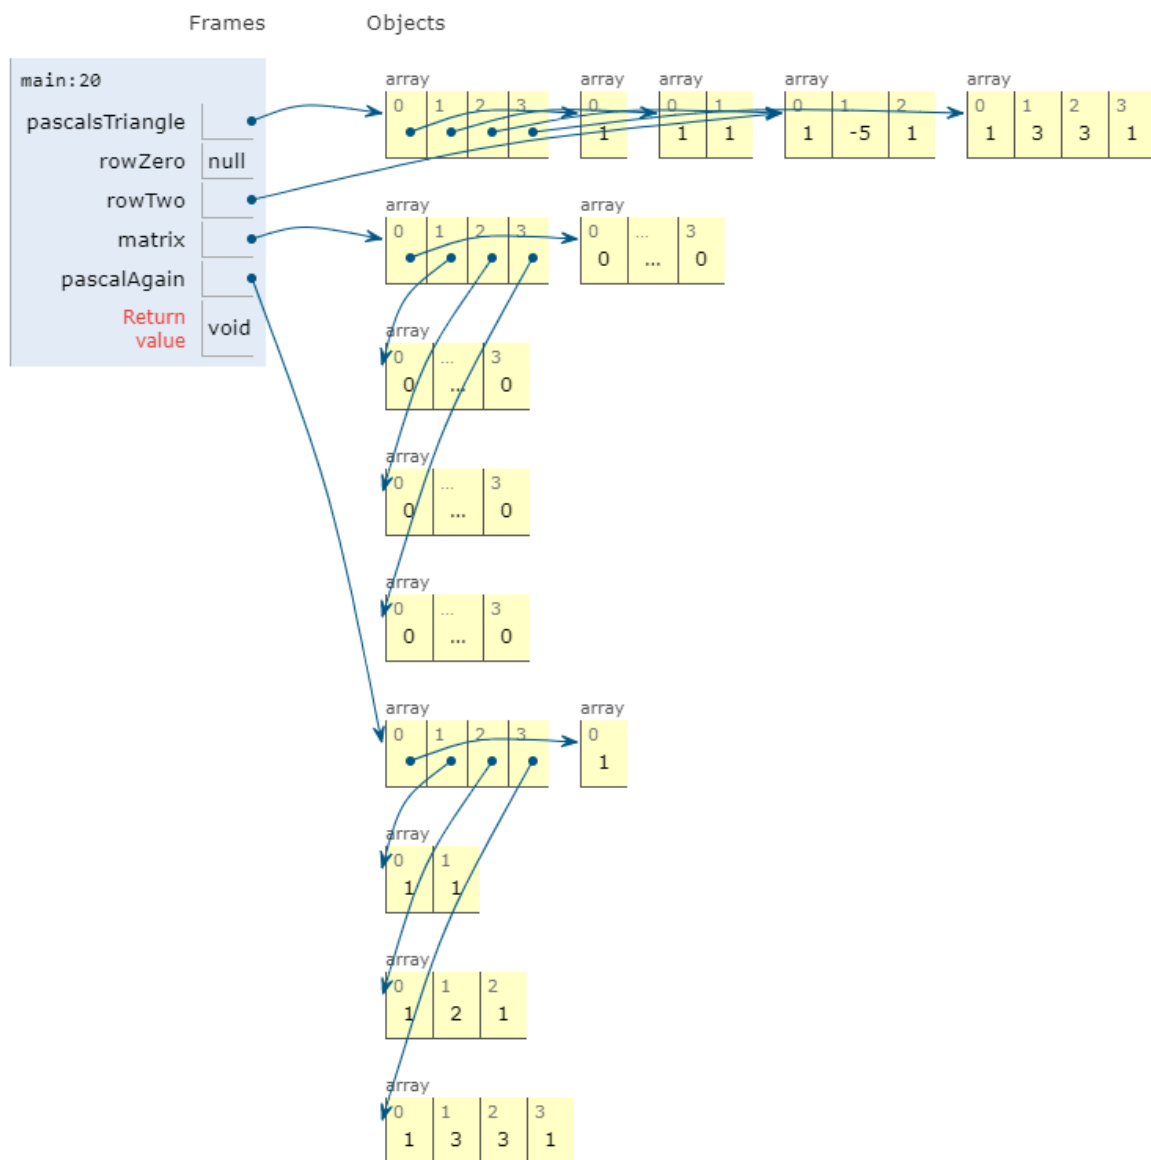 Frames Objects
main:20
pascalsTriangle
rowZero null
rowTwo
matrix
pascalAgain
Return
value void
array array array array array
0 1 2 3 0 0 1 0 1 2 0 1 2 3
1 1 1 1 -5 1 1 3 3 1
array array
0 1 2 3 0 ... 3
0 ... 0
array
0 ... 3
0 ... 0
array
0 ... 3
0 ... 0
array
0 ... 3
0 ... 0
array array
0 1 2 3 0
1
array
0 1
1 1
array
0 1 2
1 2 1
array
0 1 2 3
1 3 3 1